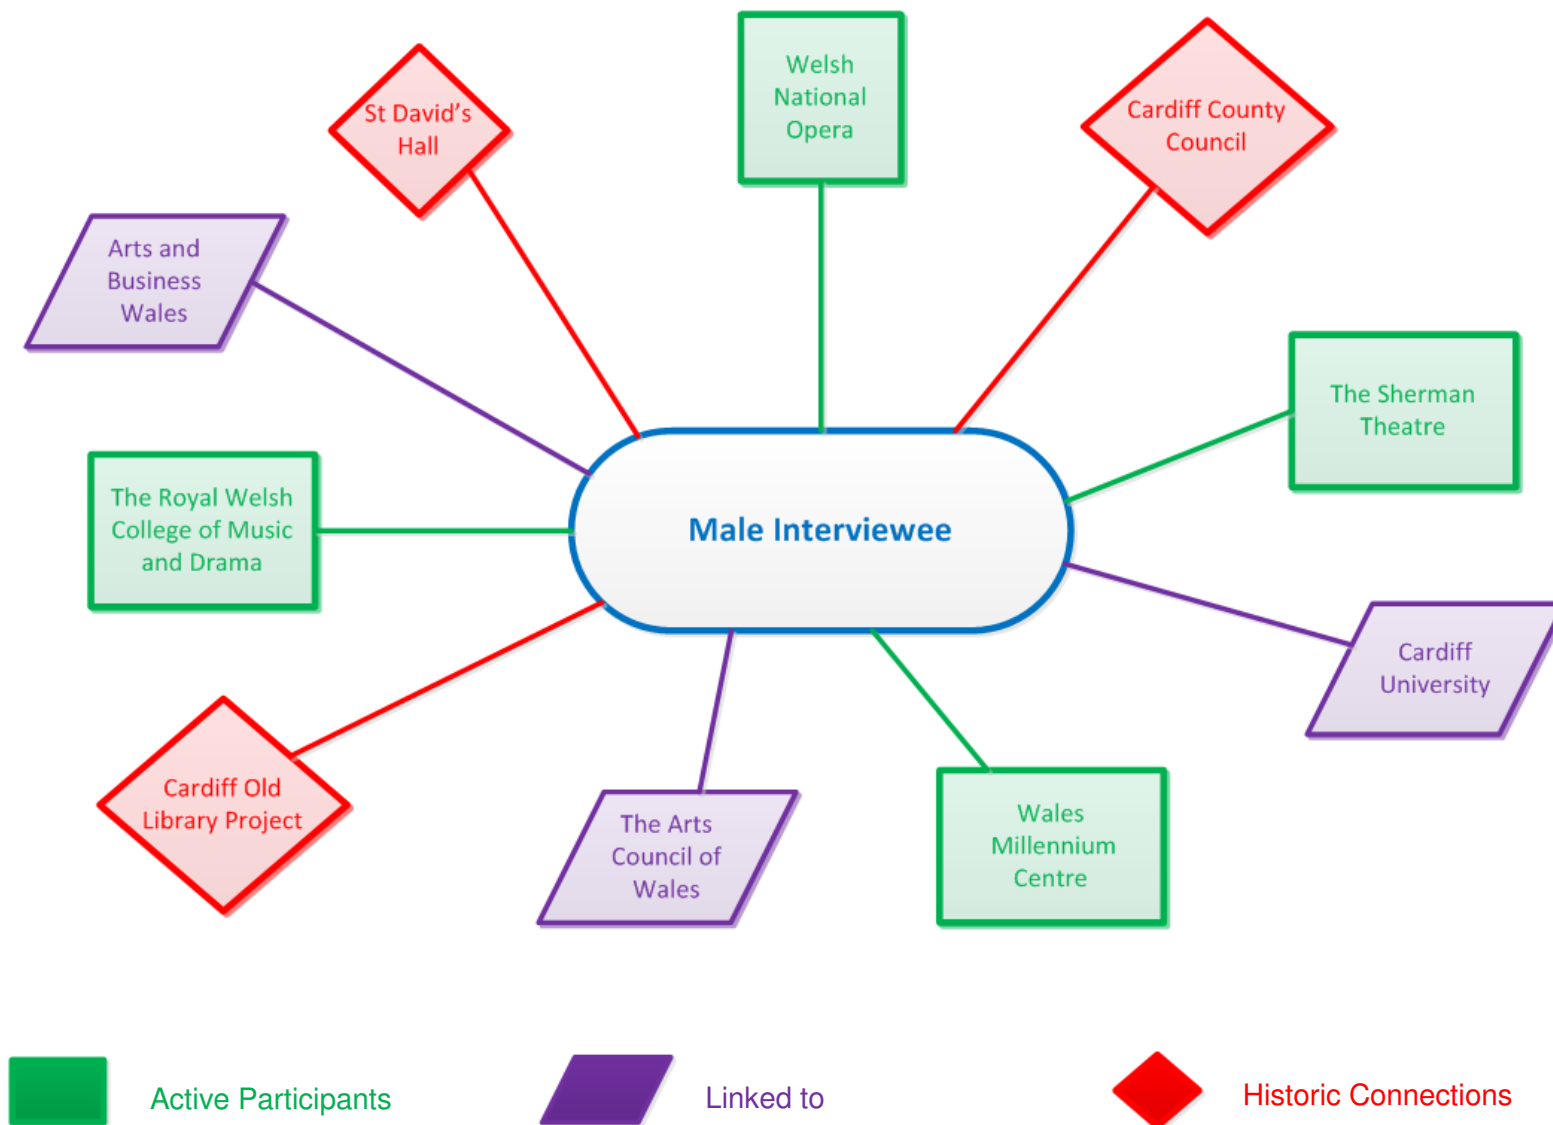 Welsh
National
Opera
Cardiff County
Council
St David's
Hall
Arts and
Business
Wales
The Sherman
Theatre
The Royal Welsh
College of Music
and Drama
Male Interviewee
Cardiff
University
Cardiff Old
Library Project
The Arts
Council of
Wales
Wales
Millennium
Centre
Active Participants
Linked to
Historic Connections